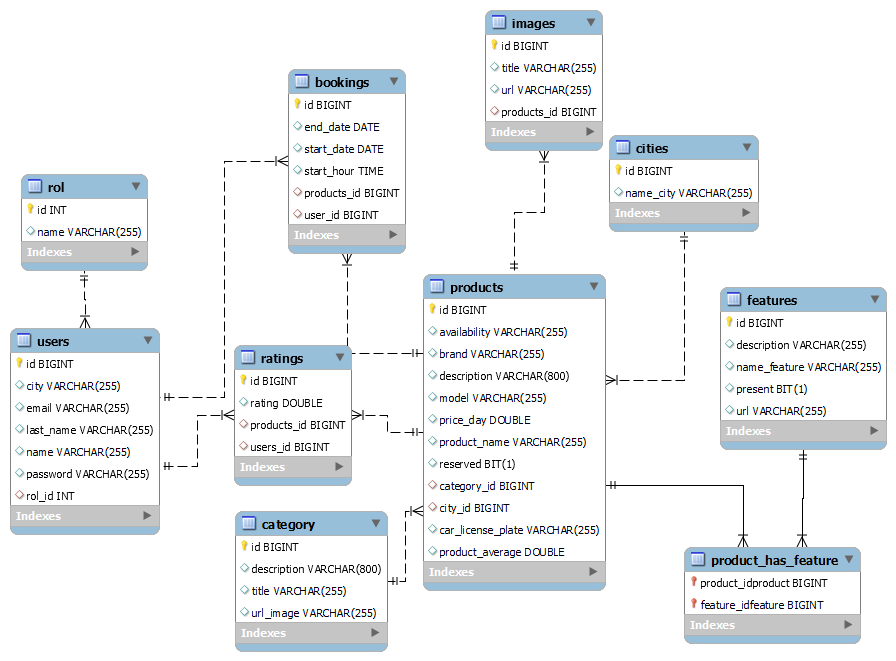 images
id BIGINT
title VARCHAR(255)
url VARCHAR(255)
products_id BIGINT
Indexes
bookings
id BIGINT
end_date DATE
start_date DATE
start_hour TIME
products_id BIGINT
user_id BIGINT
Indexes
cities
id BIGINT
name_city VARCHAR(255)
Indexes
rol
id INT
name VARCHAR(255)
Indexes
products
id BIGINT
availability VARCHAR(255)
brand VARCHAR(255)
description VARCHAR(800)
model VARCHAR(255)
price_day DOUBLE
product_name VARCHAR(255)
reserved BIT(1)
category_id BIGINT
city_id BIGINT
car_license_plate VARCHAR(255)
product_average DOUBLE
Indexes
features
id BIGINT
description VARCHAR(255)
name_feature VARCHAR(255)
present BIT(1)
url VARCHAR(255)
Indexes
users
id BIGINT
city VARCHAR(255)
email VARCHAR(255)
last_name VARCHAR(255)
name VARCHAR(255)
password VARCHAR(255)
rol_id INT
Indexes
ratings
id BIGINT
rating DOUBLE
products_id BIGINT
users_id BIGINT
Indexes
category
id BIGINT
description VARCHAR(800)
title VARCHAR(255)
url_image VARCHAR(255)
Indexes
product_has_feature
product_idproduct BIGINT
feature_idfeature BIGINT
Indexes